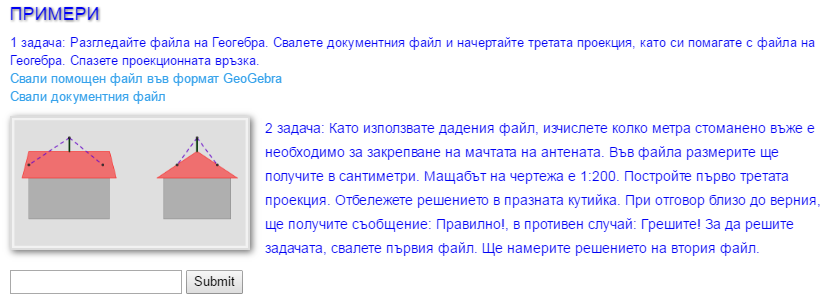 ПРИМЕРИ
1 задача: Разгледайте файла на Геогебра. Свалете документния файл и начертайте третата проекция, като си помагате с файла на
Геогебра. Спазете проекционната връзка.
Свали помощен файл във формат GeoGebra
Свали документния файл
2 задача: Като използвате дадения файл, изчислете колко метра стоманено въже е
необходимо за закрепване на мачтата на антената. Във файла размерите ще
получите в сантиметри. Мащабът на чертежа е 1:200. Постройте първо третата
проекция. Отбележете решението в празната кутийка. При отговор близо до верния,
ще получите съобщение: Правилно!, в противен случай: Грешите! За да решите
задачата, свалете първия файл. Ще намерите решението на втория файл.
Submit